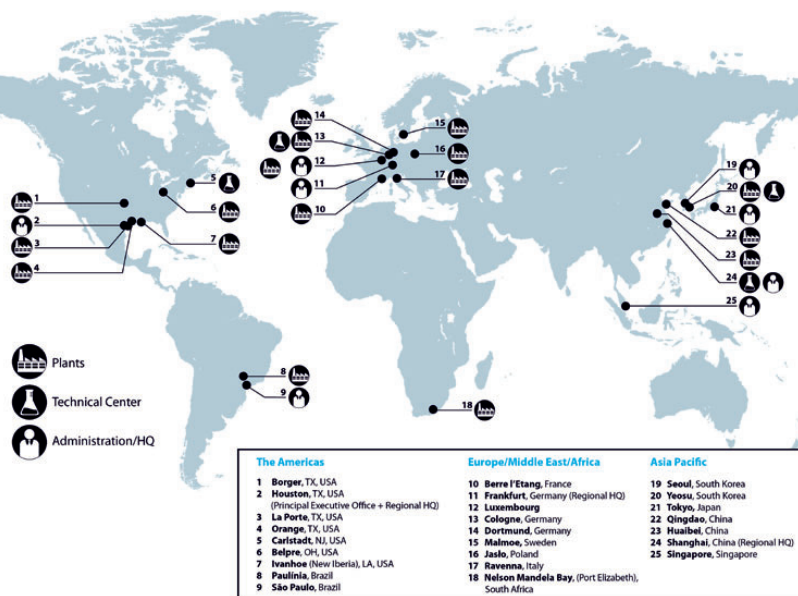 14
13
12
11
10
15
16
17
5
6
7
1
2
3
4
19
20
21
22
23
24
25
8
9
18
Plants
Technical Center
Administration/HQ
The Americas
1 Borger, TX, USA
2 Houston, TX, USA
(Principal Executive Office + Regional HQ)
3 La Porte, TX, USA
4 Orange, TX, USA
5 Carlstadt, NJ, USA
6 Belpre, OH, USA
7 Ivanhoe (New Iberia), LA, USA
8 Paulínia, Brazil
9 São Paulo, Brazil
Europe/Middle East/Africa
10 Berre l'Etang, France
11 Frankfurt, Germany (Regional HQ)
12 Luxembourg
13 Cologne, Germany
14 Dortmund, Germany
15 Malmoe, Sweden
16 Jasło, Poland
17 Ravenna, Italy
18 Nelson Mandela Bay, (Port Elizabeth),
South Africa
Asia Pacific
19 Seoul, South Korea
20 Yeosu, South Korea
21 Tokyo, Japan
22 Qingdao, China
23 Huaibei, China
24 Shanghai, China (Regional HQ)
25 Singapore, Singapore